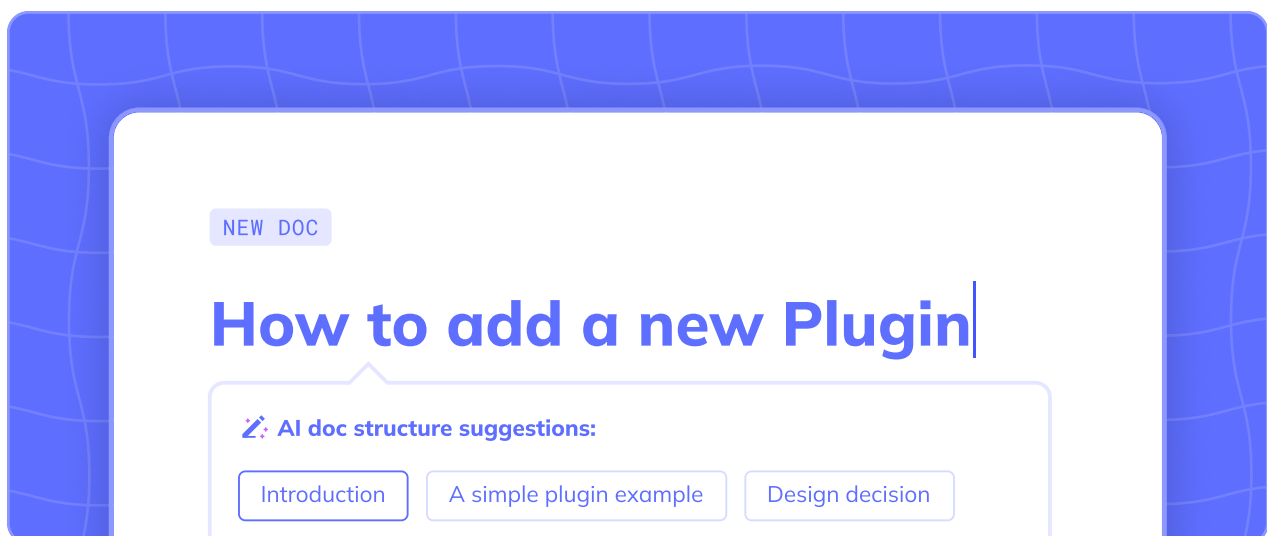 NEW DOC
How to add a new Plugin
AI doc structure suggestions:
Introduction A simple plugin example Design decision